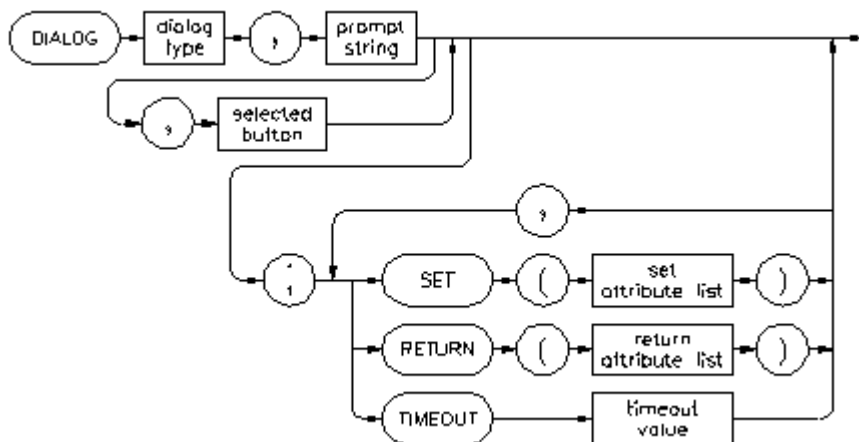 DIALOG
dialog
type
,
prompt
string
,
selected
button
,
;
SET
(
set
attribute list
)
RETURN
(
return
attribute list
)
TIMEOUT
timeout
value